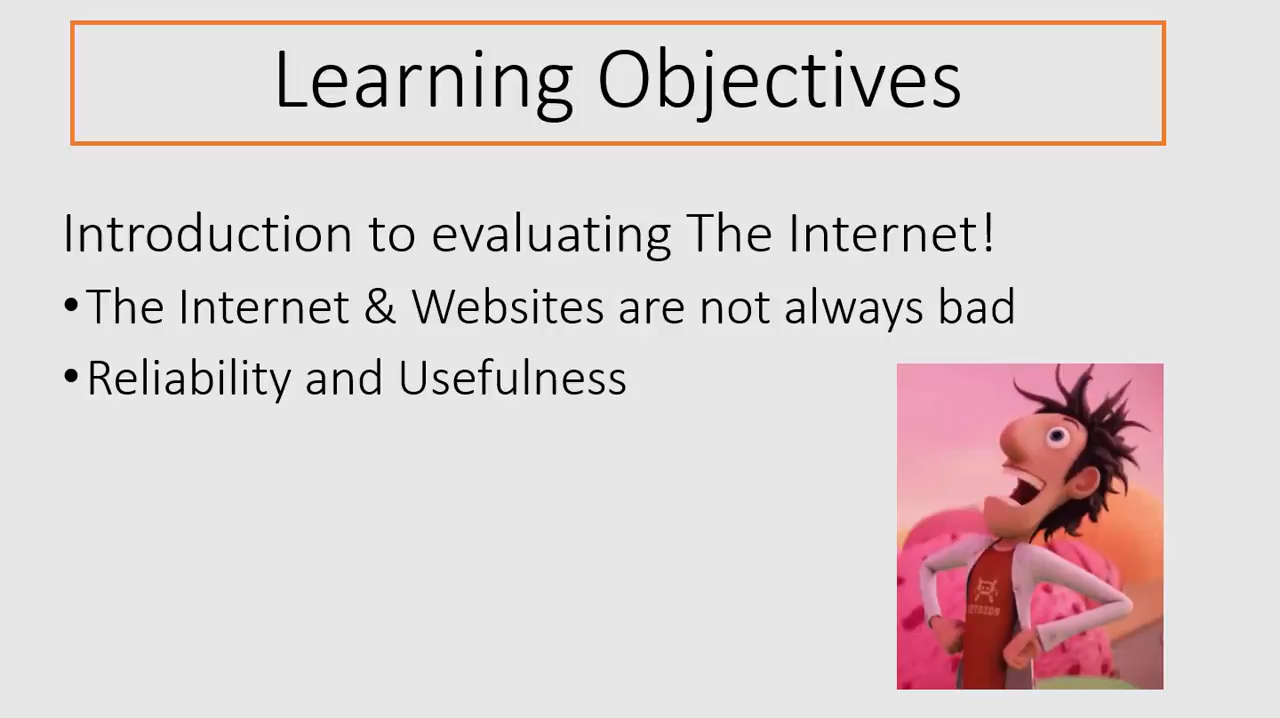 Learning Objectives
Introduction to evaluating The Internet!
•The Internet & Websites are not always bad
•Reliability and Usefulness